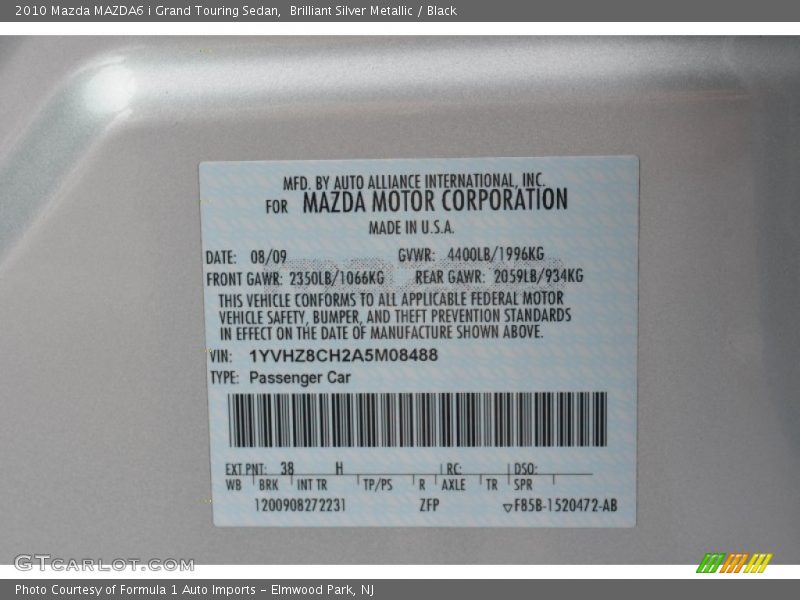 2010 Mazda MAZDA6 i Grand Touring Sedan,  Brilliant Silver Metallic / Black
MFD. BY AUTO ALLIANCE INTERNATIONAL, INC.
FOR MAZDA MOTOR CORPORATION
MADE IN U.S.A.
DATE: 08/09 GVWR: 4400LB/1996KG
FRONT GAWR: 2350LB/1066KG REAR GAWR: 2059LB/934KG
THIS VEHICLE CONFORMS TO ALL APPLICABLE FEDERAL MOTOR
VEHICLE SAFETY, BUMPER, AND THEFT PREVENTION STANDARDS
IN EFFECT ON THE DATE OF MANUFACTURE SHOWN ABOVE.
VIN: 1YVHZ8CH2A5M08488
TYPE: Passenger Car
EXT PNT: 38 H RC: DSO:
WB BRK INT TR TP/PS R AXLE TR SPR
1200908272231 ZFP ▽F85B-1520472-AB
GTCARLOT.COM
Photo Courtesy of Formula 1 Auto Imports - Elmwood Park, NJ